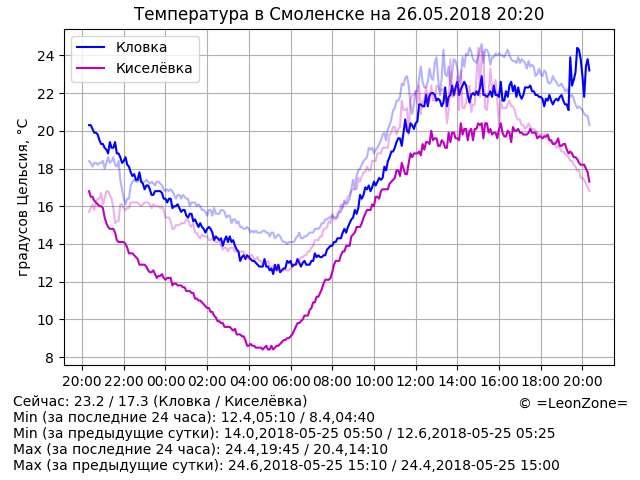 Температура в Смоленске на 26.05.2018 20:20
градусов Цельсия, °C
24
22
20
18
16
14
12
10
8
Кловка
Киселёвка
20:00 22:00 00:00 02:00 04:00 06:00 08:00 10:00 12:00 14:00 16:00 18:00 20:00
Сейчас: 23.2 / 17.3 (Кловка / Киселёвка)
© =LeonZone=
Min (за последние 24 часа): 12.4,05:10 / 8.4,04:40
Min (за предыдущие сутки): 14.0,2018-05-25 05:50 / 12.6,2018-05-25 05:25
Max (за последние 24 часа): 24.4,19:45 / 20.4,14:10
Max (за предыдущие сутки): 24.6,2018-05-25 15:10 / 24.4,2018-05-25 15:00